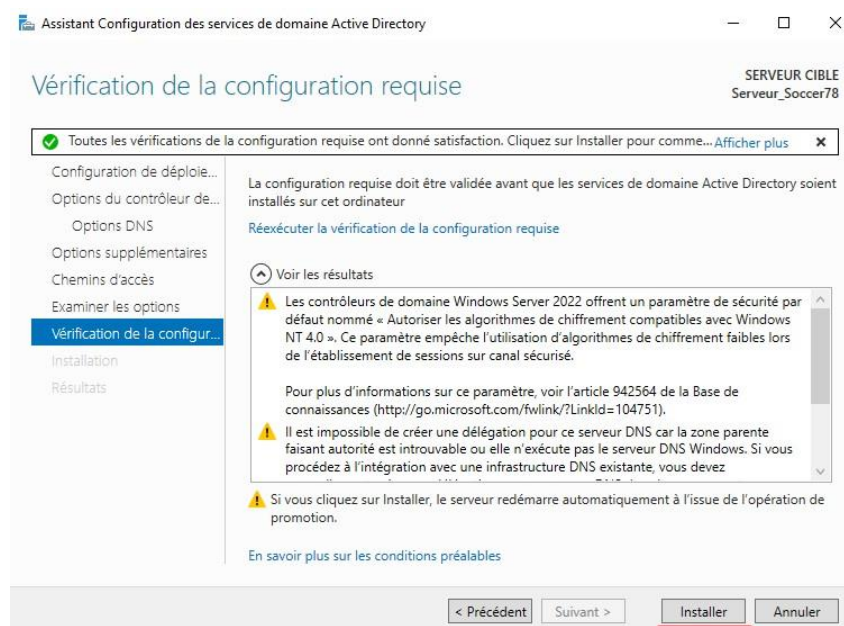 Assistant Configuration des services de domaine Active Directory
Vérification de la configuration requise
SERVEUR CIBLE
Serveur_Soccer78
Toutes les vérifications de la configuration requise ont donné satisfaction. Cliquez sur Installer pour comme... Afficher plus
Configuration de déploie...
Options du contrôleur de...
Options DNS
Options supplémentaires
Chemins d'accès
Examiner les options
Vérification de la configur...
Installation
Résultats
La configuration requise doit être validée avant que les services de domaine Active Directory soient
installés sur cet ordinateur
Réexécuter la vérification de la configuration requise
Voir les résultats
Les contrôleurs de domaine Windows Server 2022 offrent un paramètre de sécurité par
défaut nommé « Autoriser les algorithmes de chiffrement compatibles avec Windows
NT 4.0 ». Ce paramètre empêche l'utilisation d'algorithmes de chiffrement faibles lors
de l'établissement de sessions sur canal sécurisé.
Pour plus d'informations sur ce paramètre, voir l'article 942564 de la Base de
connaissances (http://go.microsoft.com/fwlink/?LinkId=104751).
Il est impossible de créer une délégation pour ce serveur DNS car la zone parente
faisant autorité est introuvable ou elle n'exécute pas le serveur DNS Windows. Si vous
procédez à l'intégration avec une infrastructure DNS existante, vous devez
Si vous cliquez sur Installer, le serveur redémarre automatiquement à l'issue de l'opération de
promotion.
En savoir plus sur les conditions préalables
< Précédent
Suivant >
Installer
Annuler